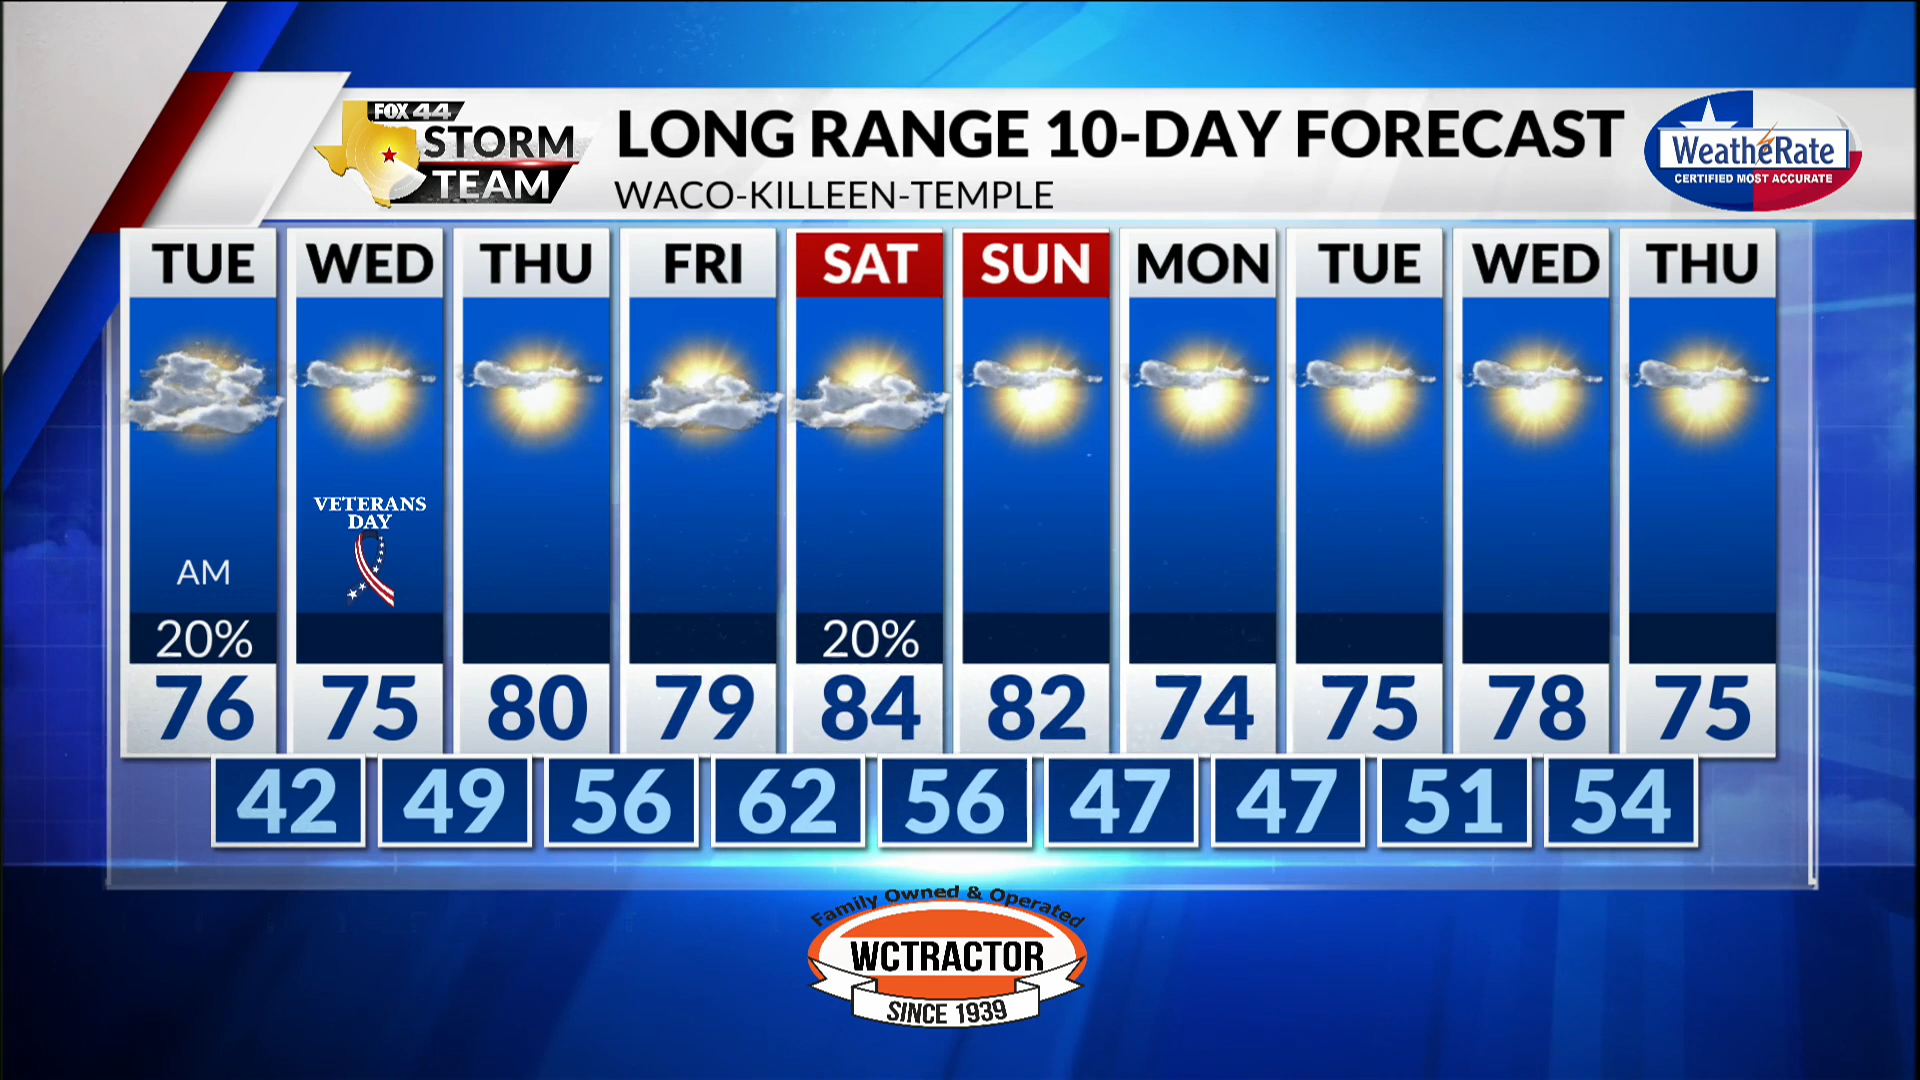 FOX 44
STORM
TEAM
LONG RANGE 10-DAY FORECAST
WACO-KILLEEN-TEMPLE
WeatheRate
CERTIFIED MOST ACCURATE
TUE WED THU FRI SAT SUN MON TUE WED THU
VETERANS
DAY
AM
20% 20%
76 75 80 79 84 82 74 75 78 75
42 49 56 62 56 47 47 51 54
Family Owned & Operated
WCTRACTOR
SINCE 1939